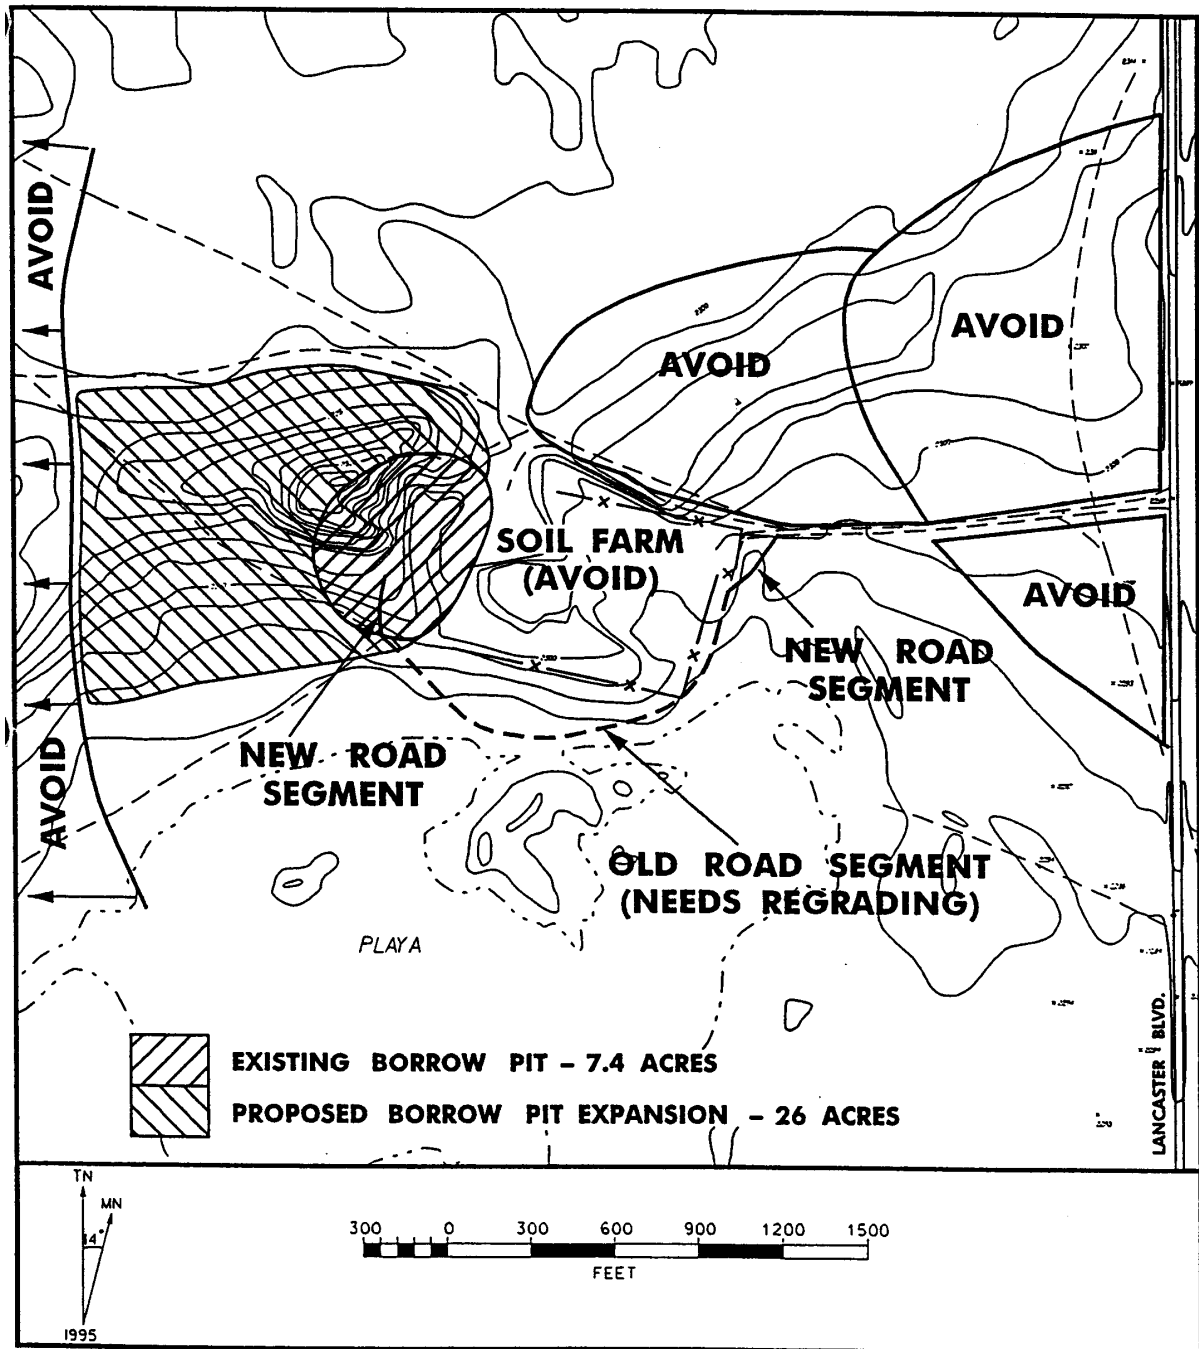 AVOID
AVOID
AVOID
SOIL FARM
(AVOID)
AVOID
NEW ROAD
SEGMENT
NEW ROAD
SEGMENT
AVOID
OLD ROAD SEGMENT
(NEEDS REGRADING)
PLAYA
LANCASTER BLVD.
EXISTING BORROW PIT – 7.4 ACRES
PROPOSED BORROW PIT EXPANSION – 26 ACRES
TN
MN
14°
1995
300 0 300 600 900 1200 1500
FEET